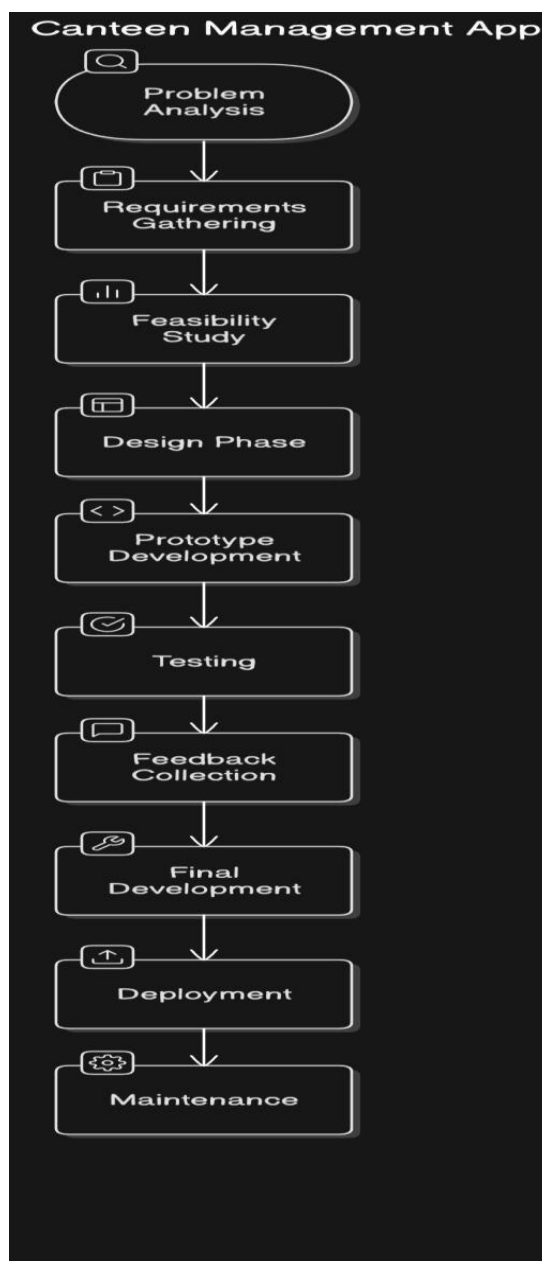 Canteen Management App
Problem
Analysis
Requirements
Gathering
Feasibility
Study
Design Phase
Prototype
Development
Testing
Feedback
Collection
Final
Development
Deployment
Maintenance